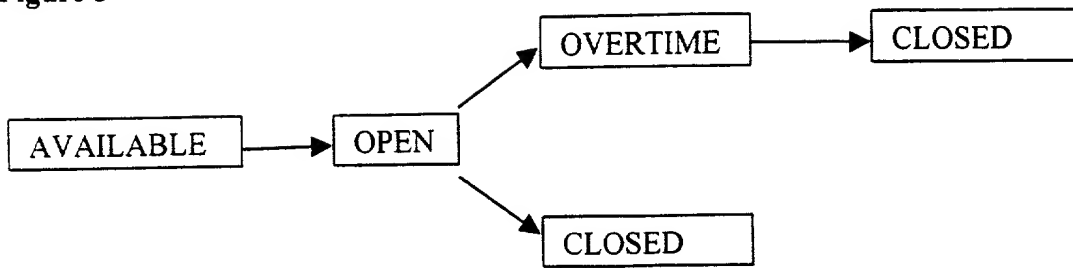 OVERTIME
CLOSED
AVAILABLE
OPEN
CLOSED